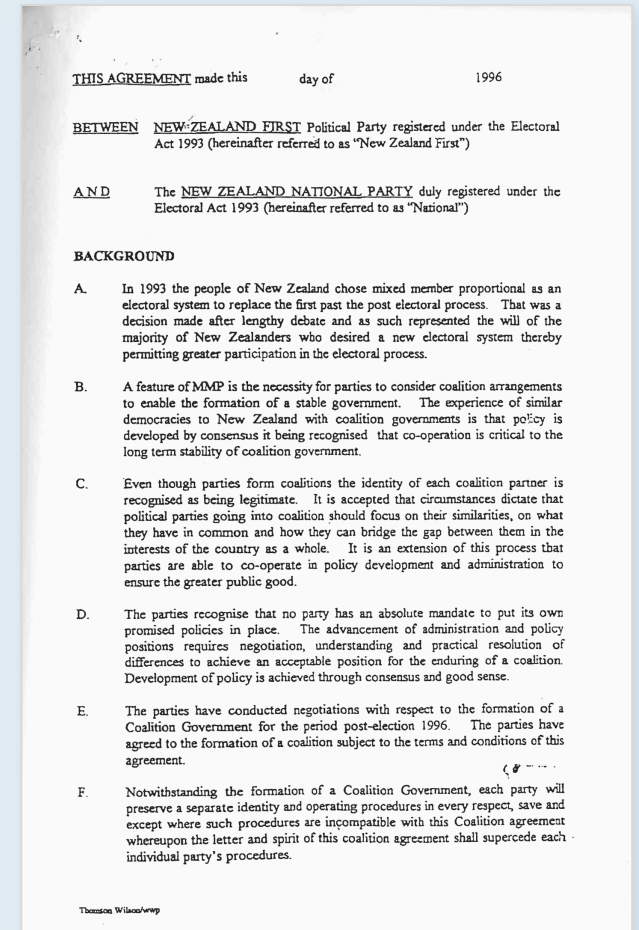 THIS AGREEMENT made this day of 1996
BETWEEN NEW ZEALAND FIRST Political Party registered under the Electoral
Act 1993 (hereinafter referred to as "New Zealand First")
AND The NEW ZEALAND NATIONAL PARTY duly registered under the
Electoral Act 1993 (hereinafter referred to as "National")
BACKGROUND
A. In 1993 the people of New Zealand chose mixed member proportional as an
electoral system to replace the first past the post electoral process. That was a
decision made after lengthy debate and as such represented the will of the
majority of New Zealanders who desired a new electoral system thereby
permitting greater participation in the electoral process.
B. A feature of MMP is the necessity for parties to consider coalition arrangements
to enable the formation of a stable government. The experience of similar
democracies to New Zealand with coalition governments is that policy is
developed by consensus it being recognised that co-operation is critical to the
long term stability of coalition government.
C. Even though parties form coalitions the identity of each coalition partner is
recognised as being legitimate. It is accepted that circumstances dictate that
political parties going into coalition should focus on their similarities, on what
they have in common and how they can bridge the gap between them in the
interests of the country as a whole. It is an extension of this process that
parties are able to co-operate in policy development and administration to
ensure the greater public good.
D. The parties recognise that no party has an absolute mandate to put its own
promised policies in place. The advancement of administration and policy
positions requires negotiation, understanding and practical resolution of
differences to achieve an acceptable position for the enduring of a coalition.
Development of policy is achieved through consensus and good sense.
E. The parties have conducted negotiations with respect to the formation of a
Coalition Government for the period post-election 1996. The parties have
agreed to the formation of a coalition subject to the terms and conditions of this
agreement.
F. Notwithstanding the formation of a Coalition Government, each party will
preserve a separate identity and operating procedures in every respect, save and
except where such procedures are incompatible with this Coalition agreement
whereupon the letter and spirit of this coalition agreement shall supercede each
individual party's procedures.
Thomson Wilson/wwp